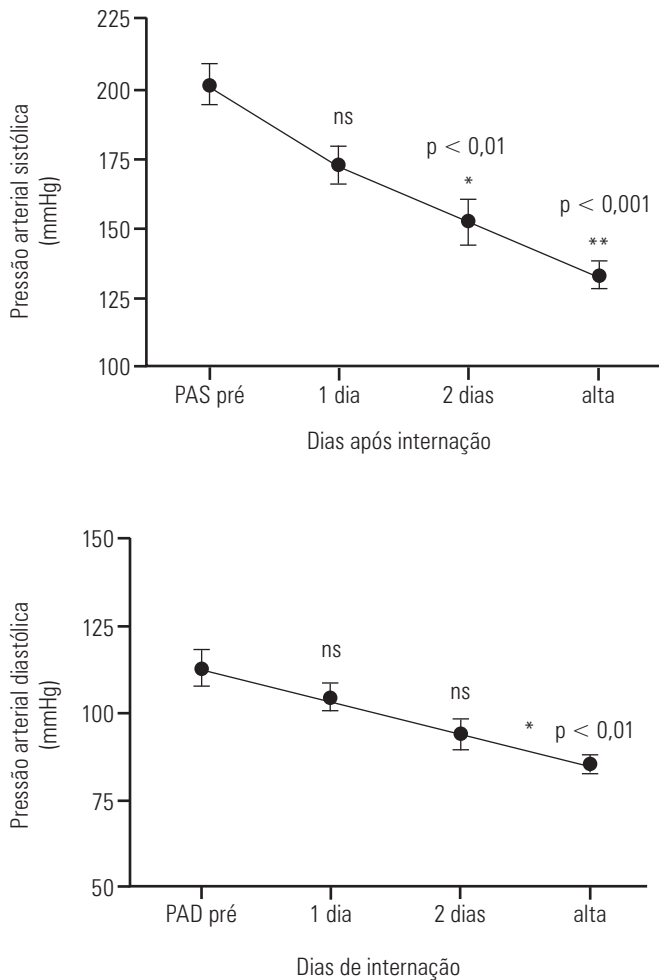 Pressão arterial sistólica
(mmHg)
225
200
175
150
125
100
ns
p < 0,01
*
p < 0,001
**
PAS pré
1 dia
2 dias
alta
Dias após internação
Pressão arterial diastólica
(mmHg)
150
125
100
75
50
ns
ns
* p < 0,01
PAD pré
1 dia
2 dias
alta
Dias de internação